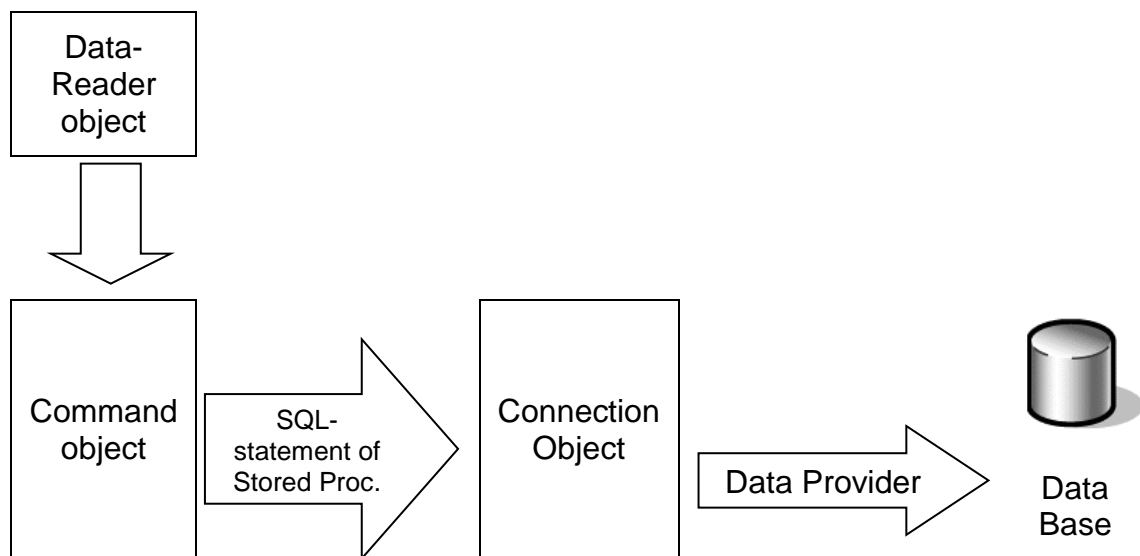 Data-
Reader
object
Command
object
SQL-
statement of
Stored Proc.
Connection
Object
Data Provider
Data
Base